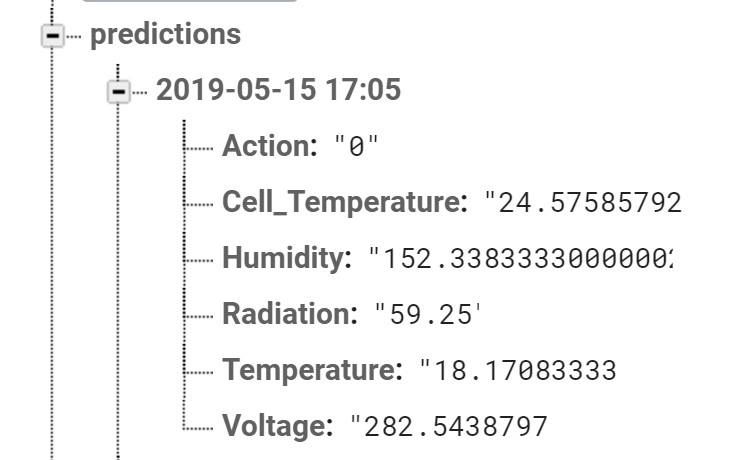 predictions
2019-05-15 17:05
Action: "0"
Cell_Temperature: "24.57585792
Humidity: "152.33833330000002
Radiation: "59.25"
Temperature: "18.17083333
Voltage: "282.5438797